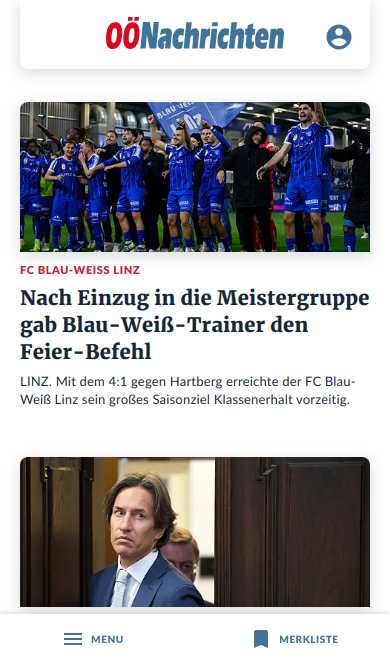 OÖNachrichten
FC BLAU-WEISS LINZ
Nach Einzug in die Meistergruppe
gab Blau-Weiß-Trainer den
Feier-Befehl
LINZ. Mit dem 4:1 gegen Hartberg erreichte der FC Blau-
Weiß Linz sein großes Saisonziel Klassenerhalt vorzeitig.
MENU
MERKLISTE